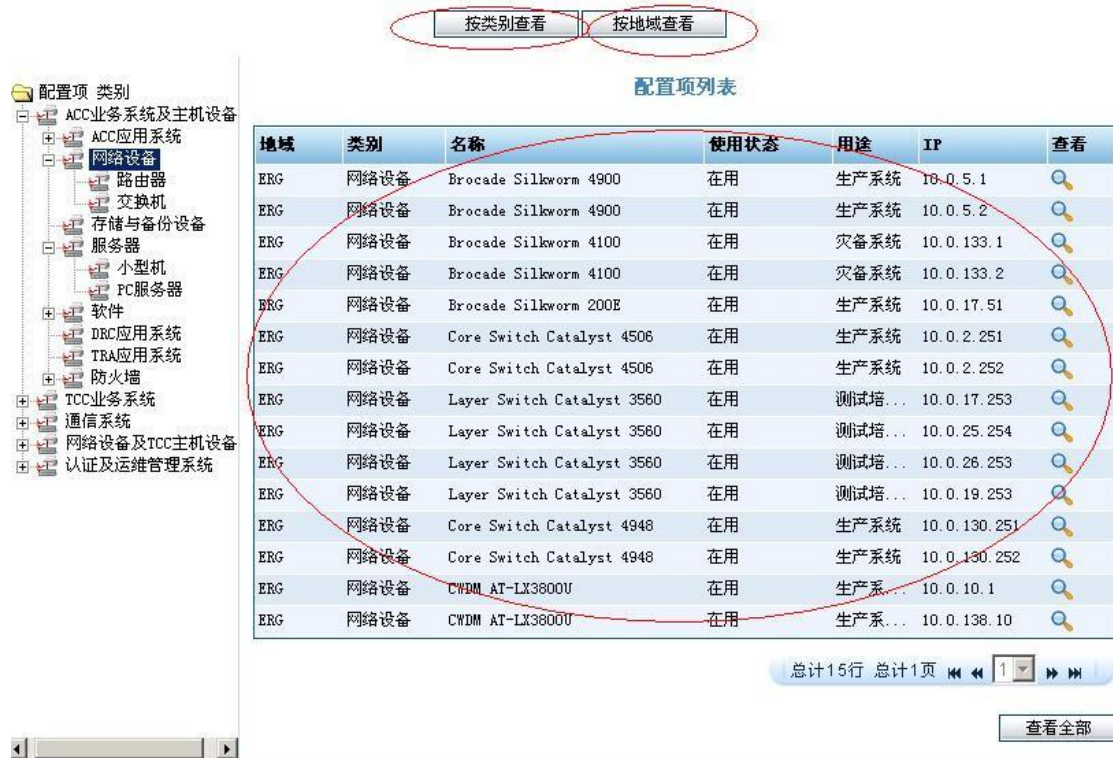 按类别查看 按地域查看
配置项 类别
ACC业务系统及主机设备
ACC应用系统
网络设备
路由器
交换机
存储与备份设备
服务器
小型机
PC服务器
软件
DRC应用系统
TRA应用系统
防火墙
TCC业务系统
通信系统
网络设备及TCC主机设备
认证及运维管理系统
配置项列表
地域 类别 名称 使用状态 用途 IP 查看
ERG 网络设备 Brocade Silkworm 4900 在用 生产系统 10.0.5.1
ERG 网络设备 Brocade Silkworm 4900 在用 生产系统 10.0.5.2
ERG 网络设备 Brocade Silkworm 4100 在用 灾备系统 10.0.133.1
ERG 网络设备 Brocade Silkworm 4100 在用 灾备系统 10.0.133.2
ERG 网络设备 Brocade Silkworm 200E 在用 生产系统 10.0.17.51
ERG 网络设备 Core Switch Catalyst 4506 在用 生产系统 10.0.2.251
ERG 网络设备 Core Switch Catalyst 4506 在用 生产系统 10.0.2.252
ERG 网络设备 Layer Switch Catalyst 3560 在用 测试培... 10.0.17.253
ERG 网络设备 Layer Switch Catalyst 3560 在用 测试培... 10.0.25.254
ERG 网络设备 Layer Switch Catalyst 3560 在用 测试培... 10.0.26.253
ERG 网络设备 Layer Switch Catalyst 3560 在用 测试培... 10.0.19.253
ERG 网络设备 Core Switch Catalyst 4948 在用 生产系统 10.0.130.251
ERG 网络设备 Core Switch Catalyst 4948 在用 生产系统 10.0.130.252
ERG 网络设备 CWDM AT-LX3800U 在用 生产系... 10.0.10.1
ERG 网络设备 CWDM AT-LX3800U 在用 生产系... 10.0.138.10
总计15行 总计1页 1
查看全部